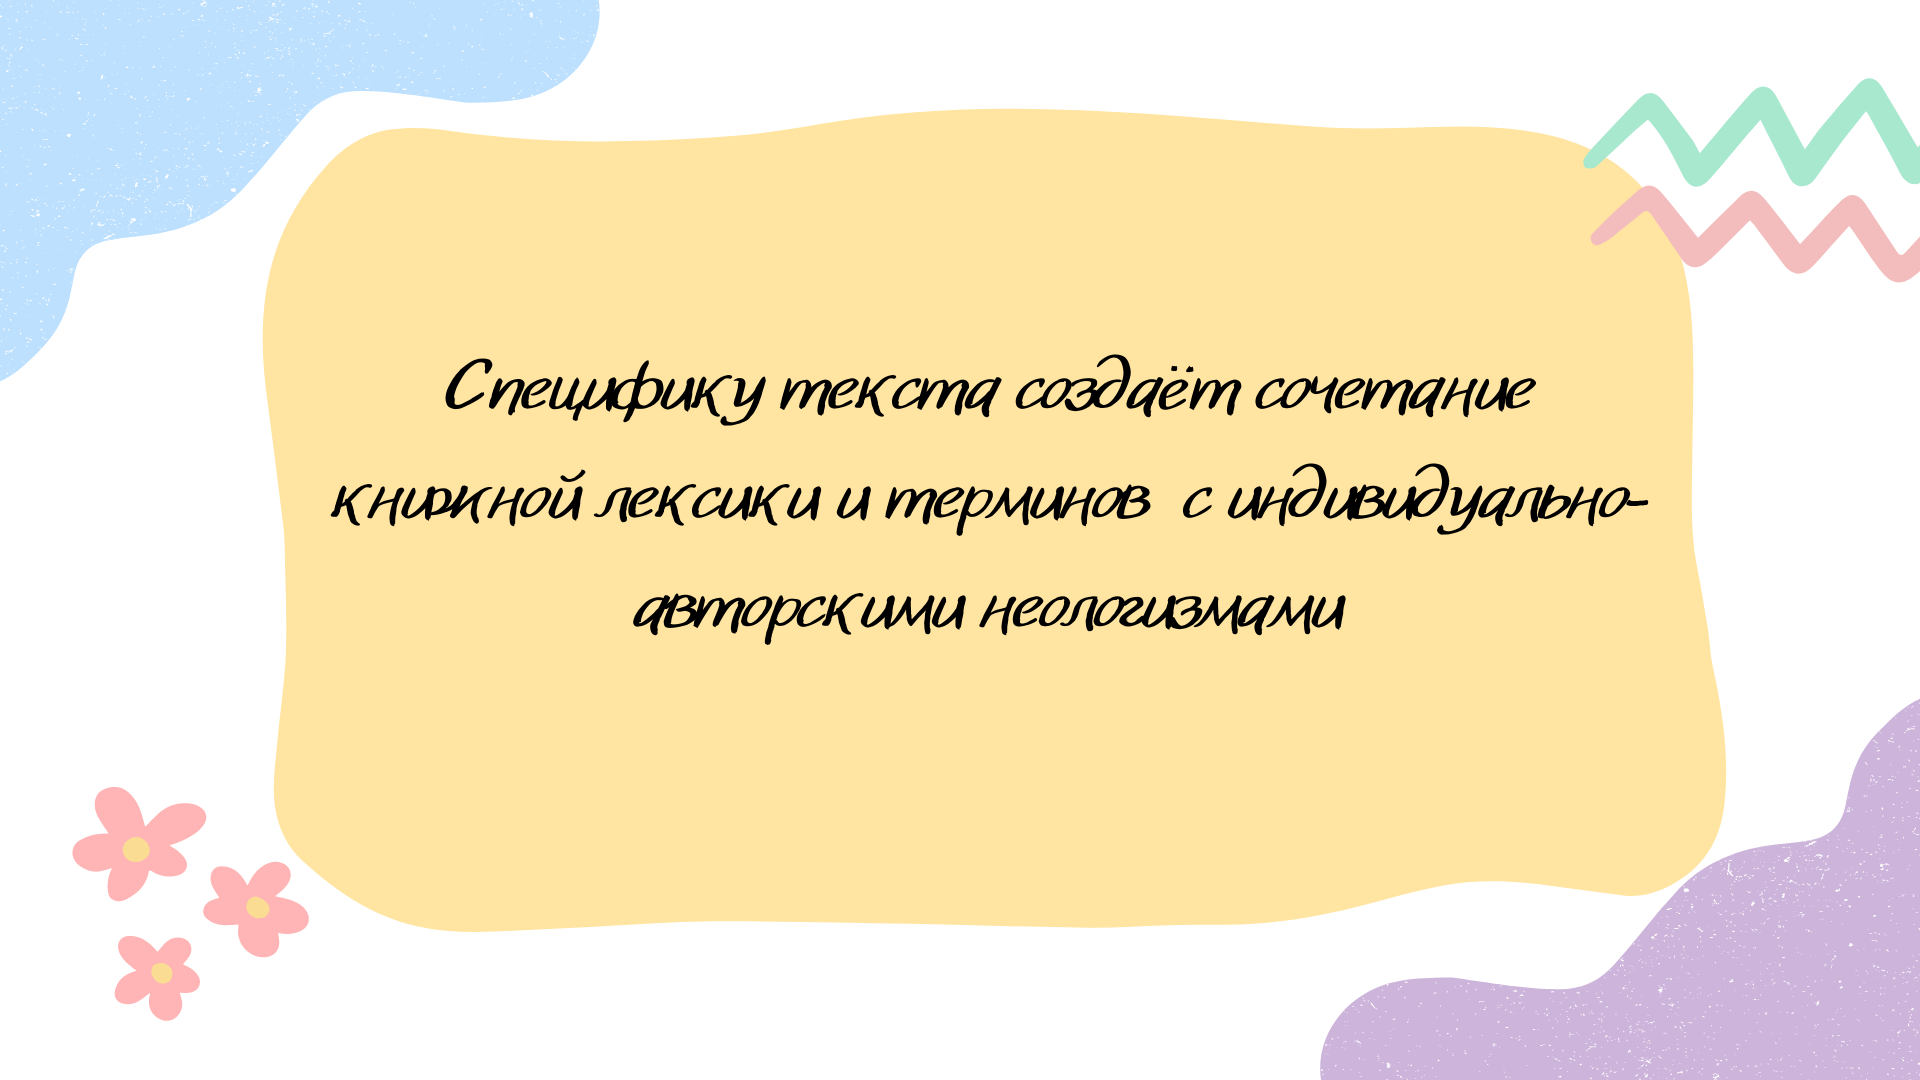 Специфику текста создаёт сочетание
книжной лексики и терминов с индивидуально-
авторскими неологизмами